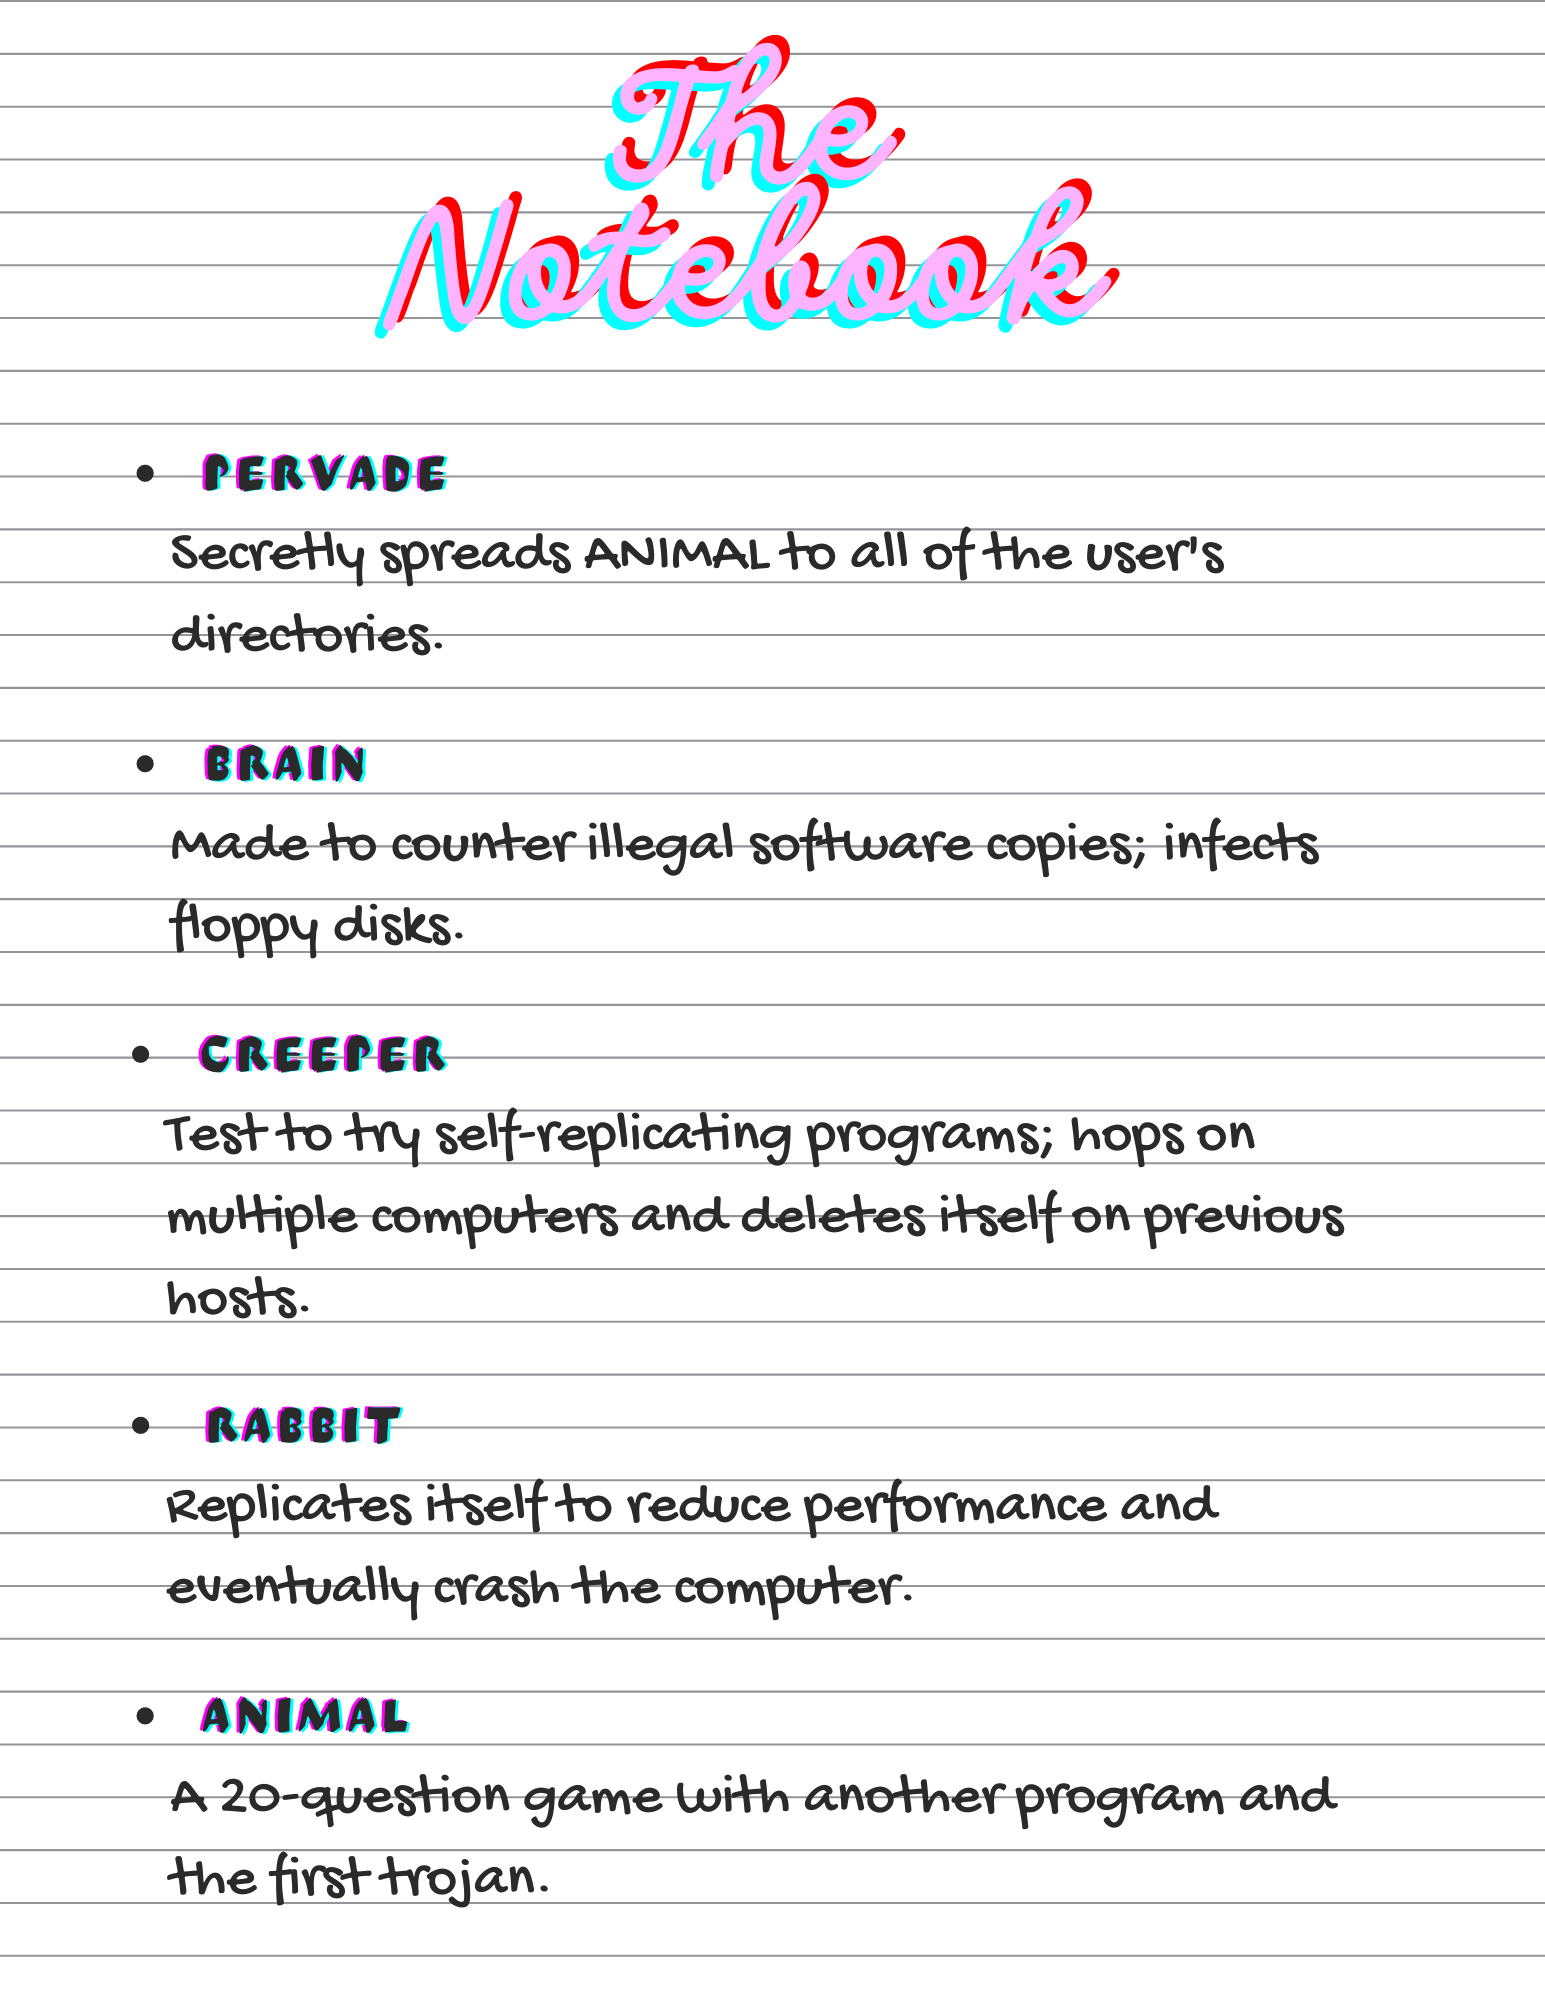 The
Notebook
• PERVADE
Secretly spreads ANIMAL to all of the user's
directories.
• BRAIN
Made to counter illegal software copies; infects
floppy disks.
• CREEPER
Test to try self-replicating programs; hops on
multiple computers and deletes itself on previous
hosts.
• RABBIT
Replicates itself to reduce performance and
eventually crash the computer.
• ANIMAL
A 20-question game with another program and
the first trojan.